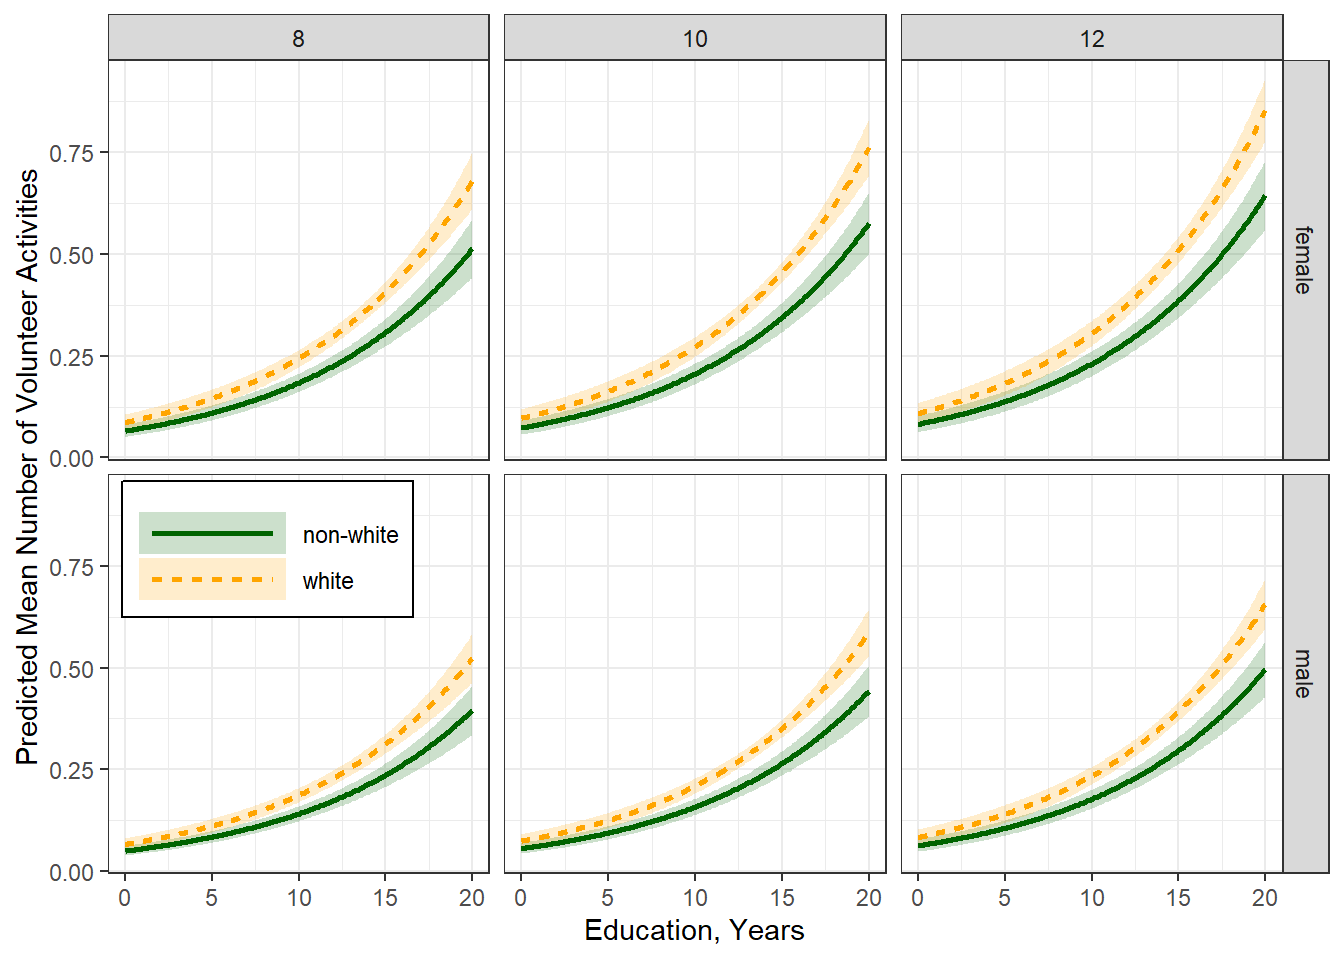 8
10
12
Predicted Mean Number of Volunteer Activities
0.75
0.50
0.25
0.00
female
non-white
white
0.75
0.50
0.25
0.00
male
0 5 10 15 20
0 5 10 15 20
0 5 10 15 20
Education, Years